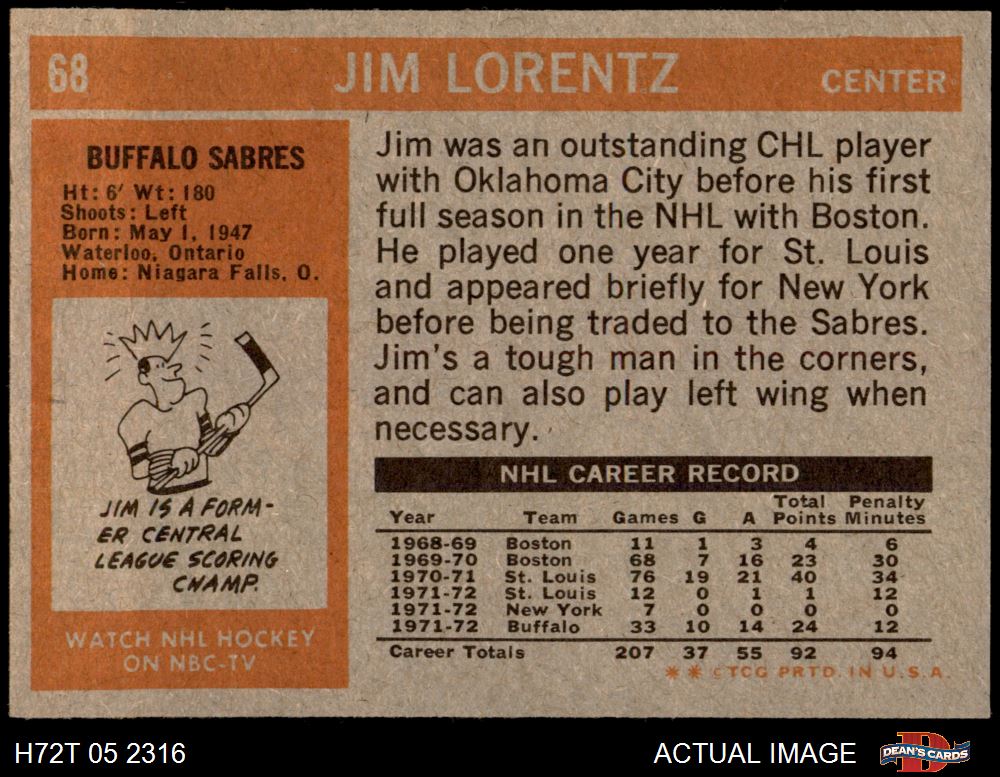 68 JIM LORENTZ CENTER
BUFFALO SABRES
Ht: 6' Wt: 180
Shoots: Left
Born: May 1, 1947
Waterloo, Ontario
Home: Niagara Falls, O.
JIM IS A FORM-
ER CENTRAL
LEAGUE SCORING
CHAMP.
WATCH NHL HOCKEY
ON NBC-TV
Jim was an outstanding CHL player
with Oklahoma City before his first
full season in the NHL with Boston.
He played one year for St. Louis
and appeared briefly for New York
before being traded to the Sabres.
Jim's a tough man in the corners,
and can also play left wing when
necessary.
NHL CAREER RECORD
Total Penalty
Year Team Games G A Points Minutes
1968-69 Boston 11 1 3 4 6
1969-70 Boston 68 7 16 23 30
1970-71 St. Louis 76 19 21 40 34
1971-72 St. Louis 12 0 1 1 12
1971-72 New York 7 0 0 0 0
1971-72 Buffalo 33 10 14 24 12
Career Totals 207 37 55 92 94
** ©TCG PRTD. IN U.S.A.
H72T 05 2316 ACTUAL IMAGE DEAN'S CARDS